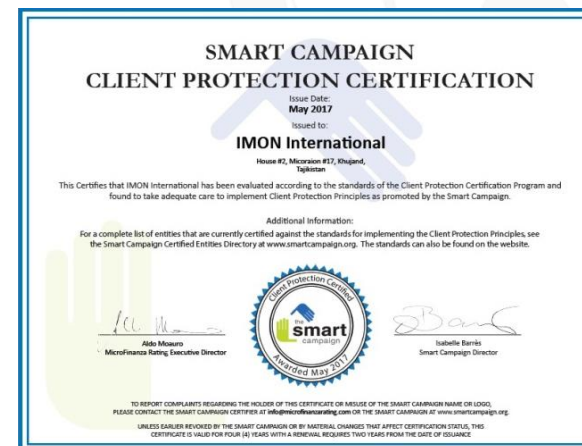 SMART CAMPAIGN
CLIENT PROTECTION CERTIFICATION
Issue Date:
May 2017
Issued to:
IMON International
House #2, Micoraion #17, Khujand,
Tajikistan
This Certifies that IMON International has been evaluated according to the standards of the Client Protection Certification Program and
found to take adequate care to implement Client Protection Principles as promoted by the Smart Campaign.
Additional Information:
For a complete list of entities that are currently certified against the standards for implementing the Client Protection Principles, see
the Smart Campaign Certified Entities Directory at www.smartcampaign.org. The standards can also be found on the website.
Client Protection Certified
the
smart
campaign
Awarded May 2017
Aldo Moauro
MicroFinanza Rating Executive Director
Isabelle Barrès
Smart Campaign Director
TO REPORT COMPLAINTS REGARDING THE HOLDER OF THIS CERTIFICATE OR MISUSE OF THE SMART CAMPAIGN NAME OR LOGO,
PLEASE CONTACT THE SMART CAMPAIGN CERTIFIER AT info@microfinanzarating.com OR THE SMART CAMPAIGN AT www.smartcampaign.org.
UNLESS EARLIER REVOKED BY THE SMART CAMPAIGN OR BY MATERIAL CHANGES THAT AFFECT CERTIFICATION STATUS, THIS
CERTIFICATE IS VALID FOR FOUR (4) YEARS WITH A RENEWAL REQUIRES TWO YEARS FROM THE DATE OF ISSUANCE